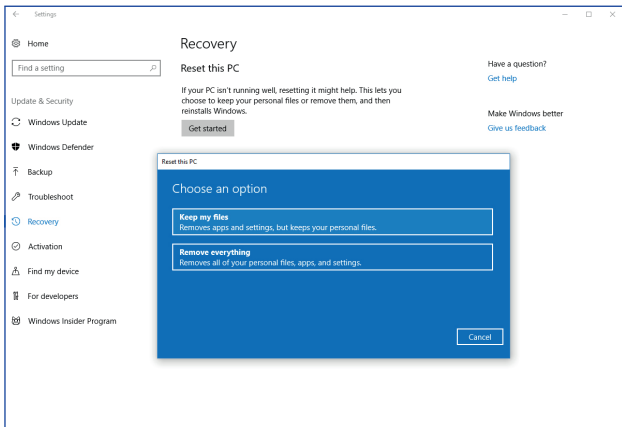 Settings
Home
Find a setting
Update & Security
Windows Update
Windows Defender
Backup
Troubleshoot
Recovery
Activation
Find my device
For developers
Windows Insider Program
Recovery
Reset this PC
If your PC isn't running well, resetting it might help. This lets you
choose to keep your personal files or remove them, and then
reinstalls Windows.
Get started
Have a question?
Get help
Make Windows better
Give us feedback
Reset this PC
Choose an option
Keep my files
Removes apps and settings, but keeps your personal files.
Remove everything
Removes all of your personal files, apps, and settings.
Cancel